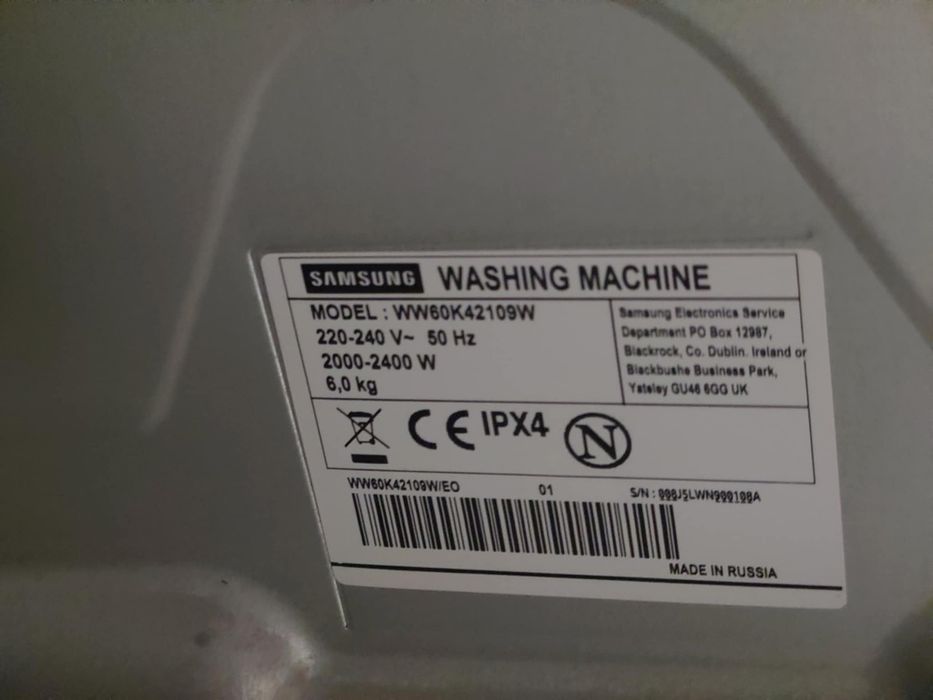 SAMSUNG WASHING MACHINE
MODEL : WW60K42109W
220-240 V~ 50 Hz
2000-2400 W
6,0 kg
Samsung Electronics Service
Department PO Box 12987,
Blackrock, Co. Dublin. Ireland or
Blackbushe Business Park,
Yateley GU46 6GG UK
CE IPX4 N
WW60K42109W/EO 01 S/N : 008J5LWN900108A
MADE IN RUSSIA